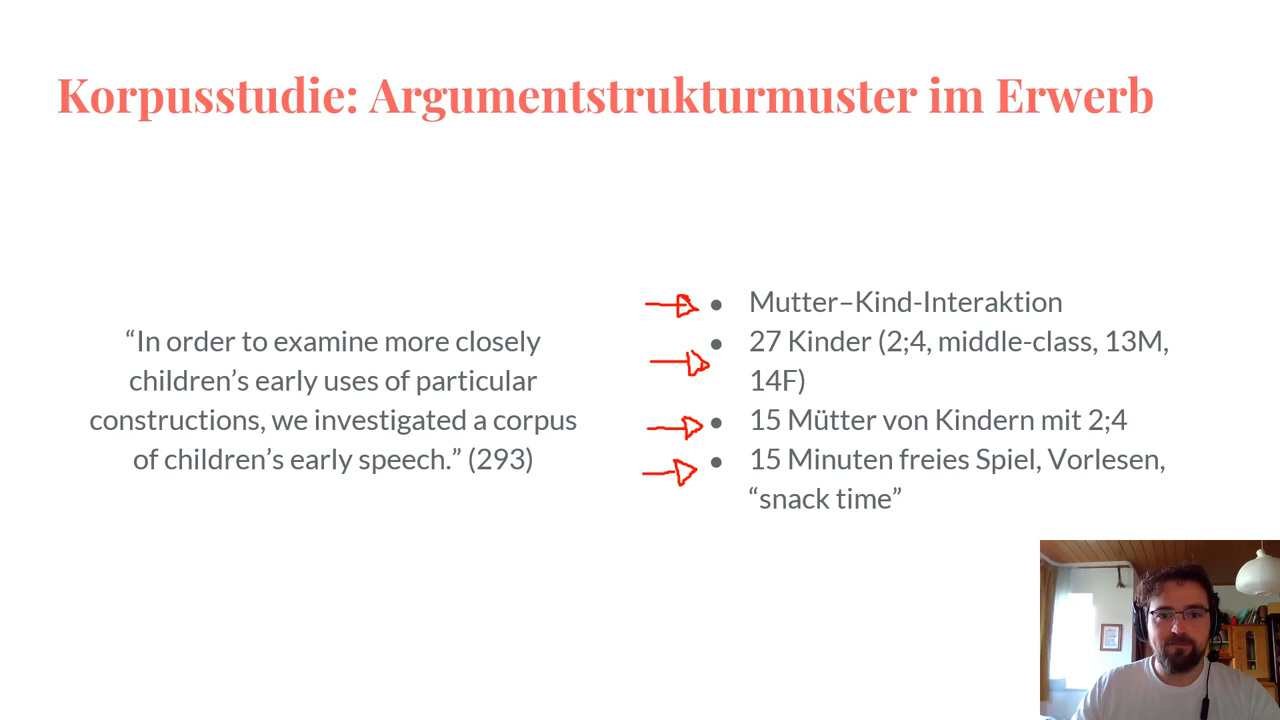 Korpusstudie: Argumentstrukturmuster im Erwerb
“In order to examine more closely
children’s early uses of particular
constructions, we investigated a corpus
of children’s early speech.” (293)
● Mutter–Kind-Interaktion
● 27 Kinder (2;4, middle-class, 13M,
14F)
● 15 Mütter von Kindern mit 2;4
● 15 Minuten freies Spiel, Vorlesen,
“snack time”